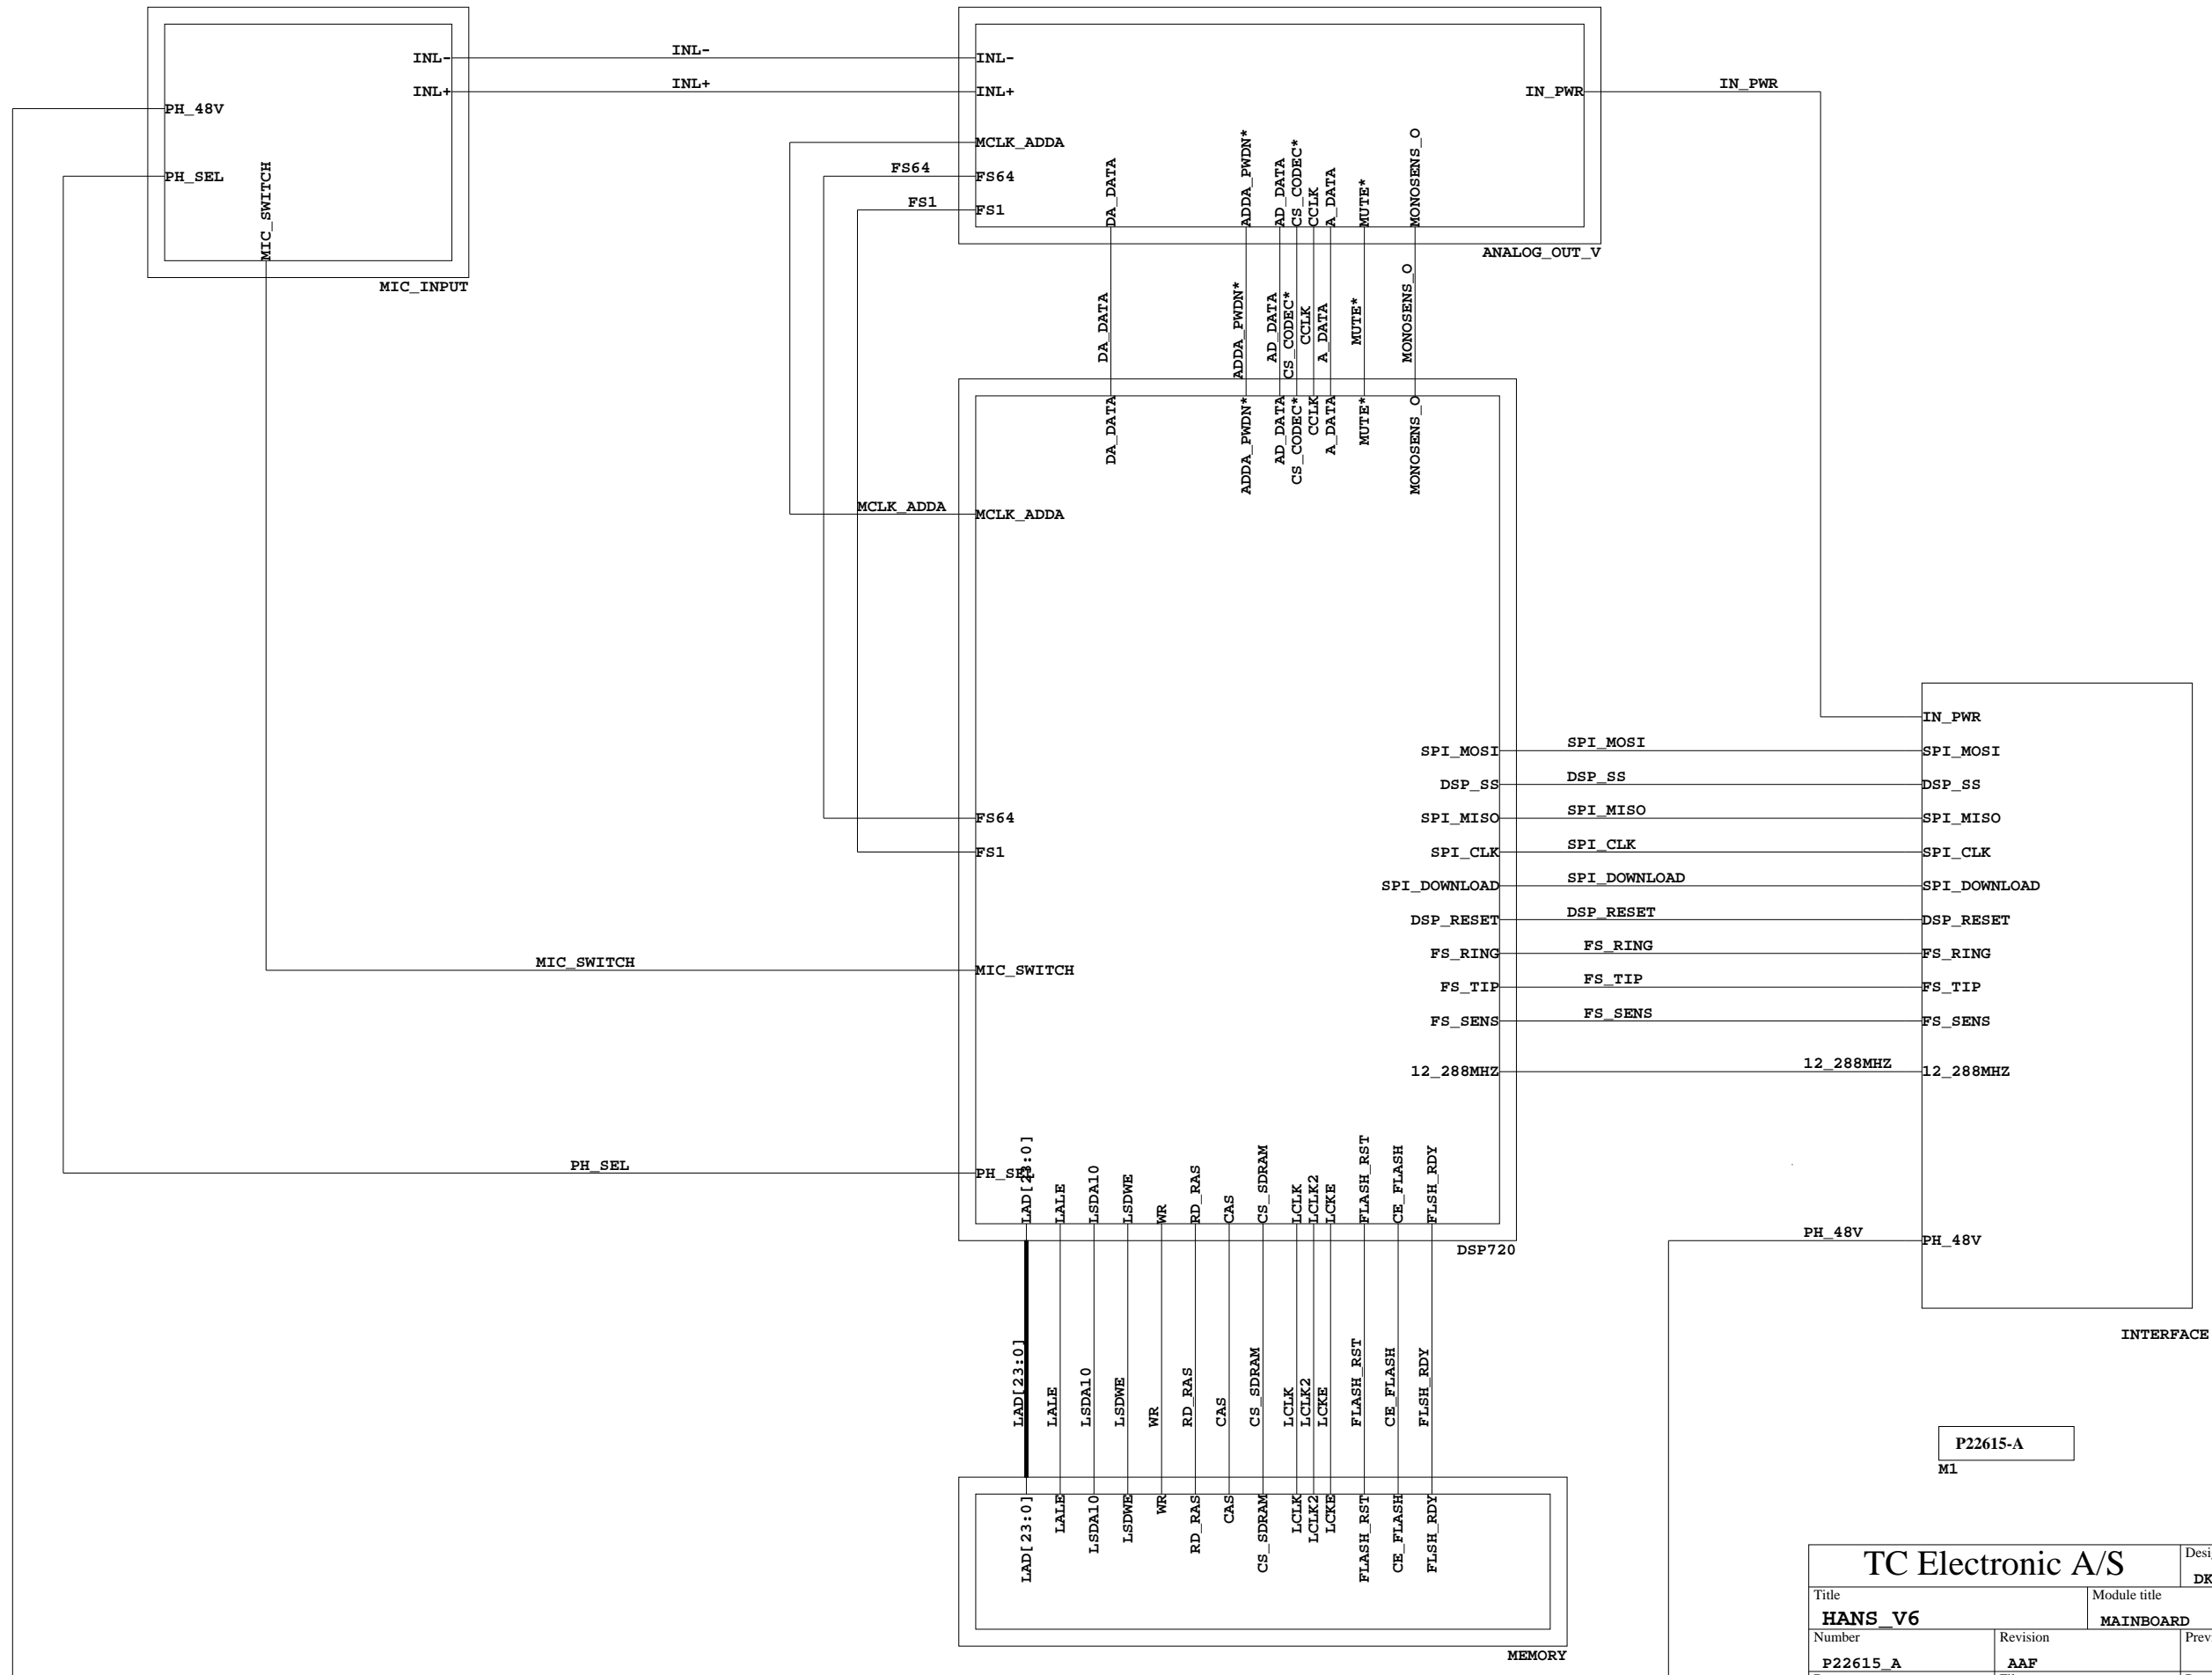 INL-
INL+
PH_48V
PH_SEL
MIC_SWITCH
MIC_INPUT
INL-
INL+
INL-
INL+
MCLK_ADDA
FS64
FS64
FS1
FS1
IN_PWR
IN_PWR
DA_DATA
ADDA_PWDN*
AD_DATA
CS_CODEC*
CCLK
A_DATA
MUTE*
MONOSENS_O
ANALOG_OUT_V
DA_DATA
ADDA_PWDN*
AD_DATA
CS_CODEC*
CCLK
A_DATA
MUTE*
MONOSENS_O
DA_DATA
ADDA_PWDN*
AD_DATA
CS_CODEC*
CCLK
A_DATA
MUTE*
MONOSENS_O
MCLK_ADDA
MCLK_ADDA
FS64
FS1
MIC_SWITCH
MIC_SWITCH
PH_SEL
PH_SEL
SPI_MOSI
DSP_SS
SPI_MISO
SPI_CLK
SPI_DOWNLOAD
DSP_RESET
FS_RING
FS_TIP
FS_SENS
12_288MHZ
SPI_MOSI
DSP_SS
SPI_MISO
SPI_CLK
SPI_DOWNLOAD
DSP_RESET
FS_RING
FS_TIP
FS_SENS
12_288MHZ
IN_PWR
SPI_MOSI
DSP_SS
SPI_MISO
SPI_CLK
SPI_DOWNLOAD
DSP_RESET
FS_RING
FS_TIP
FS_SENS
12_288MHZ
PH_48V
PH_48V
INTERFACE
LAD[23:0]
LALE
LSDA10
LSDWE
WR
RD_RAS
CAS
CS_SDRAM
LCLK
LCLK2
LCKE
FLASH_RST
CE_FLASH
FLSH_RDY
DSP720
LAD[23:0]
LALE
LSDA10
LSDWE
WR
RD_RAS
CAS
CS_SDRAM
LCLK
LCLK2
LCKE
FLASH_RST
CE_FLASH
FLSH_RDY
LAD[23:0]
LALE
LSDA10
LSDWE
WR
RD_RAS
CAS
CS_SDRAM
LCLK
LCLK2
LCKE
FLASH_RST
CE_FLASH
FLSH_RDY
MEMORY
P22615-A
M1
TC Electronic A/S
Desi
DK
Title
Module title
HANS_V6
MAINBOARD
Number
Revision
Prev
P22615_A
AAF